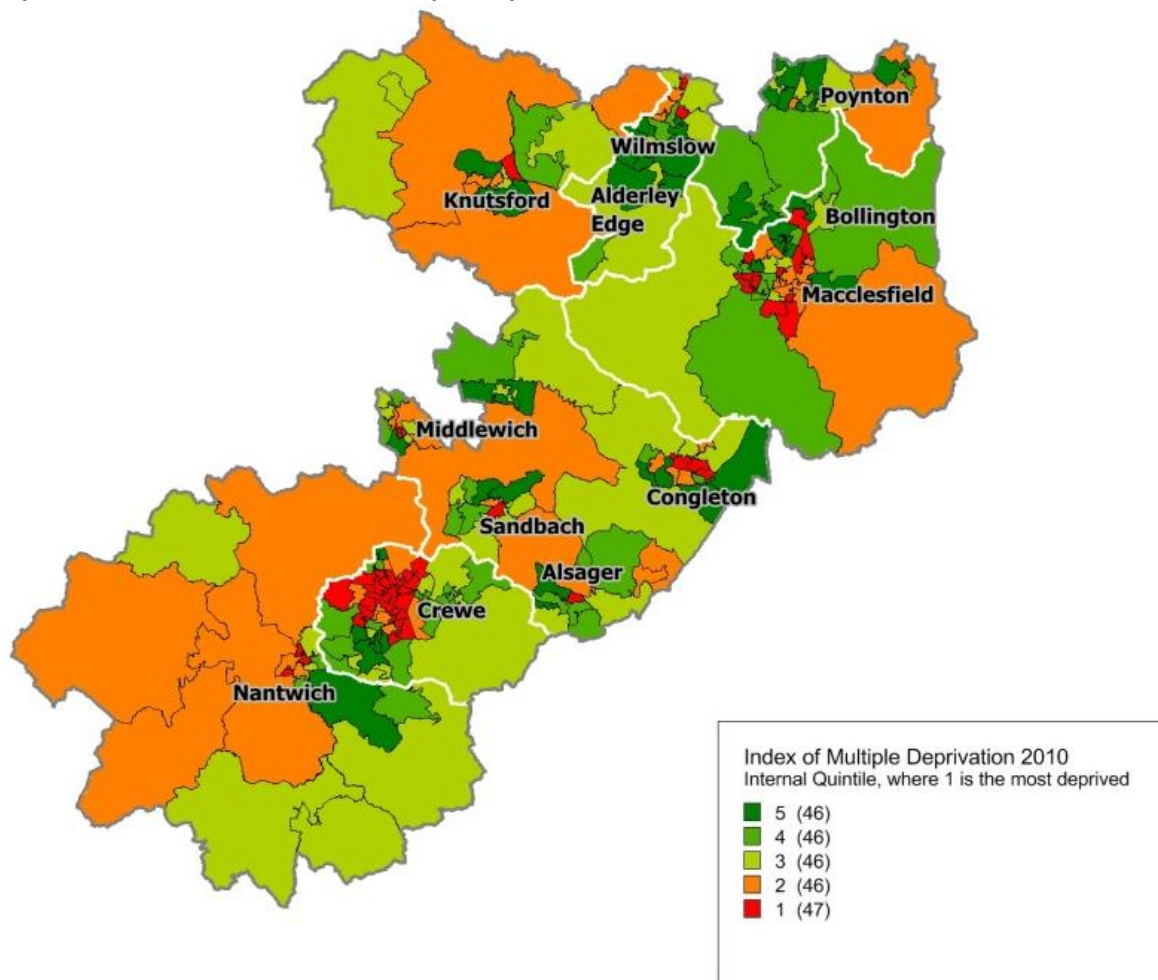 Poynton
Wilmslow
Knutsford
Alderley
Edge
Bollington
Macclesfield
Middlewich
Congleton
Sandbach
Alsager
Crewe
Nantwich
Index of Multiple Deprivation 2010
Internal Quintile, where 1 is the most deprived
5 (46)
4 (46)
3 (46)
2 (46)
1 (47)